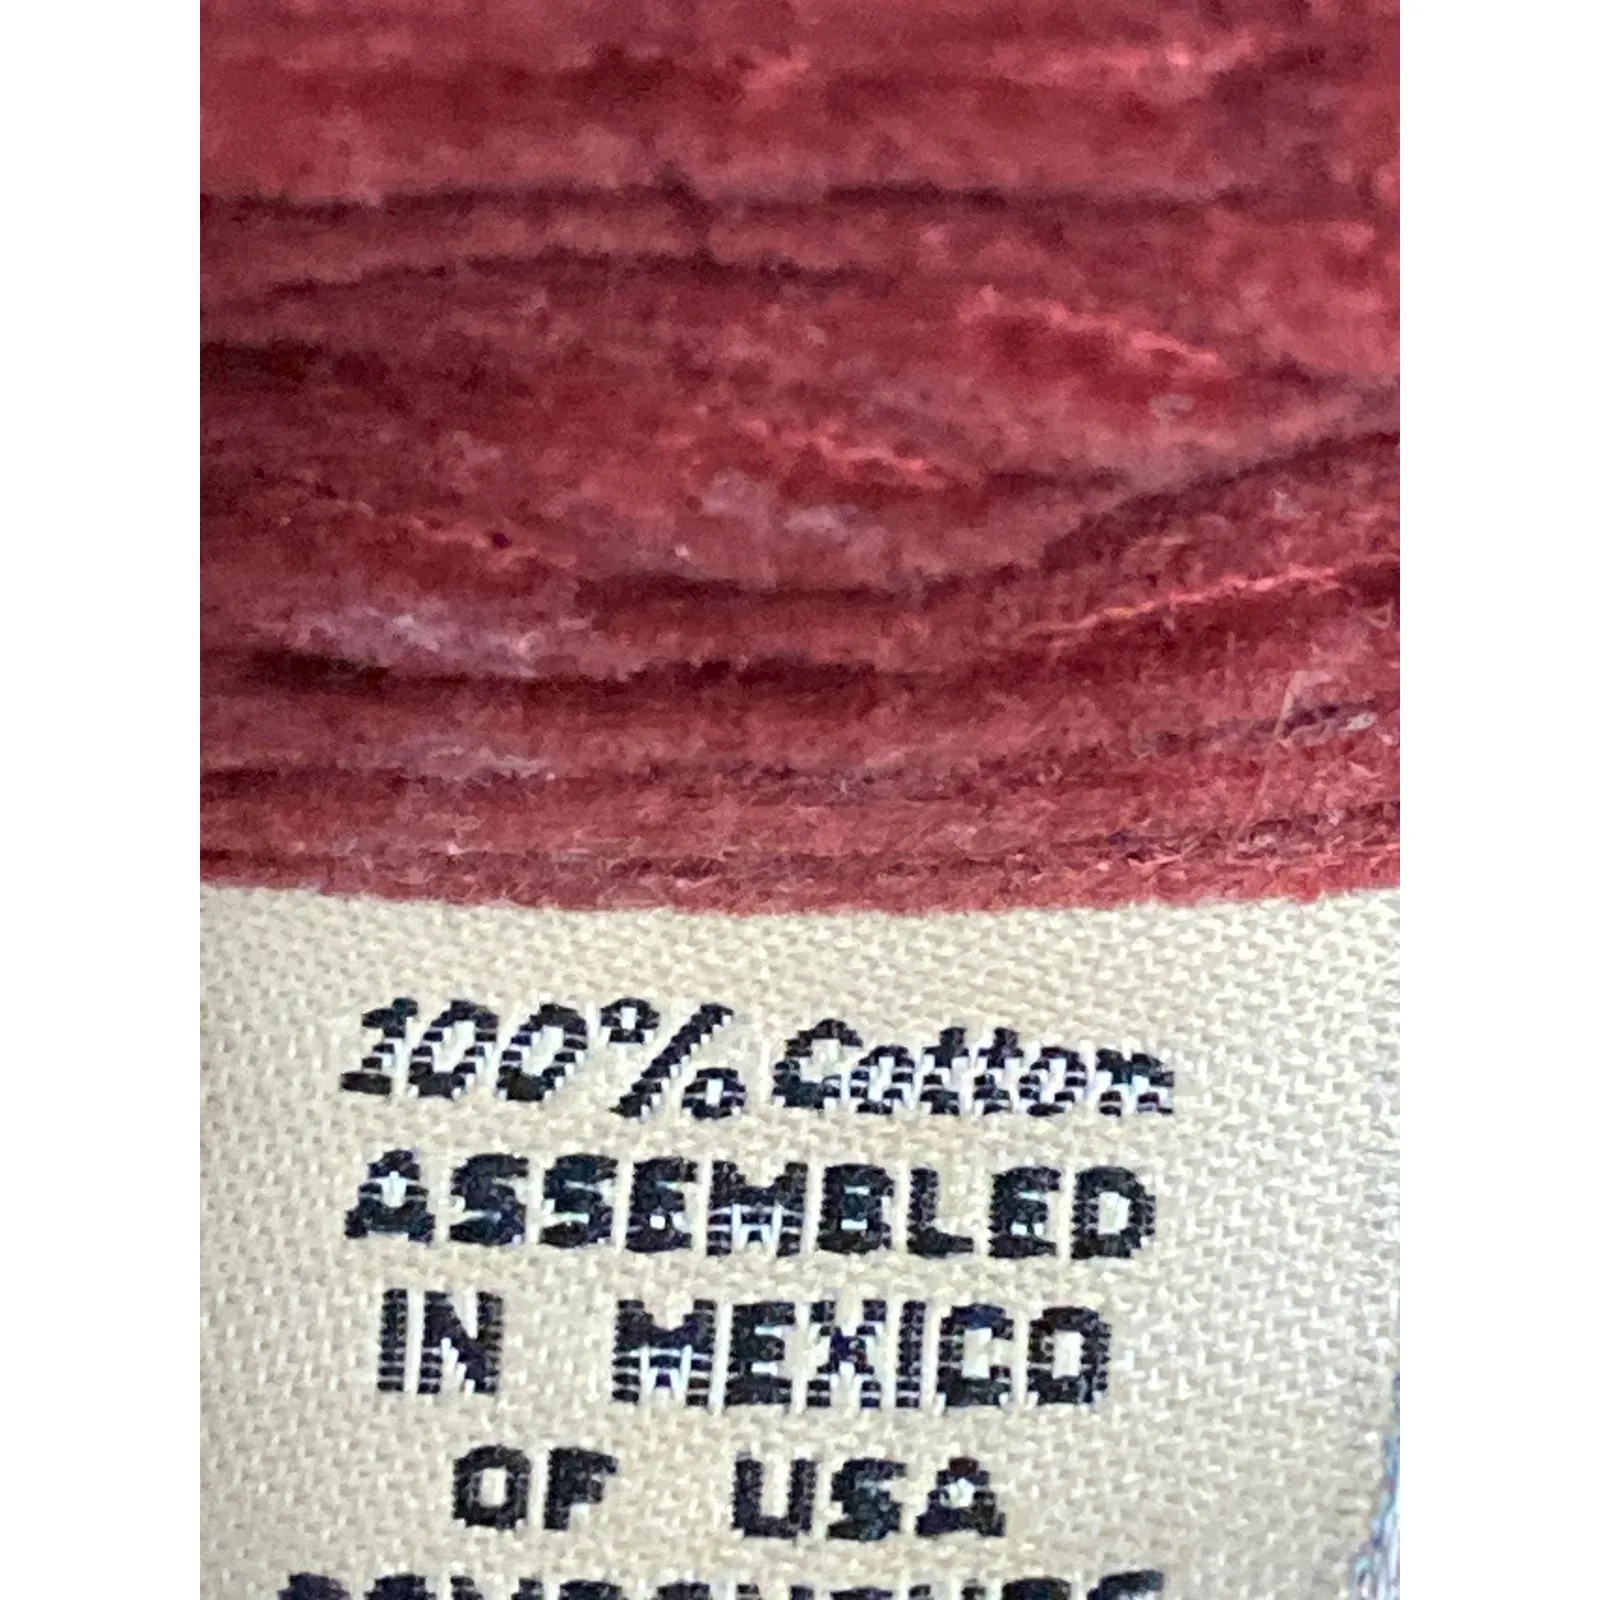 100% Cotton
ASSEMBLED
IN MEXICO
OF USA